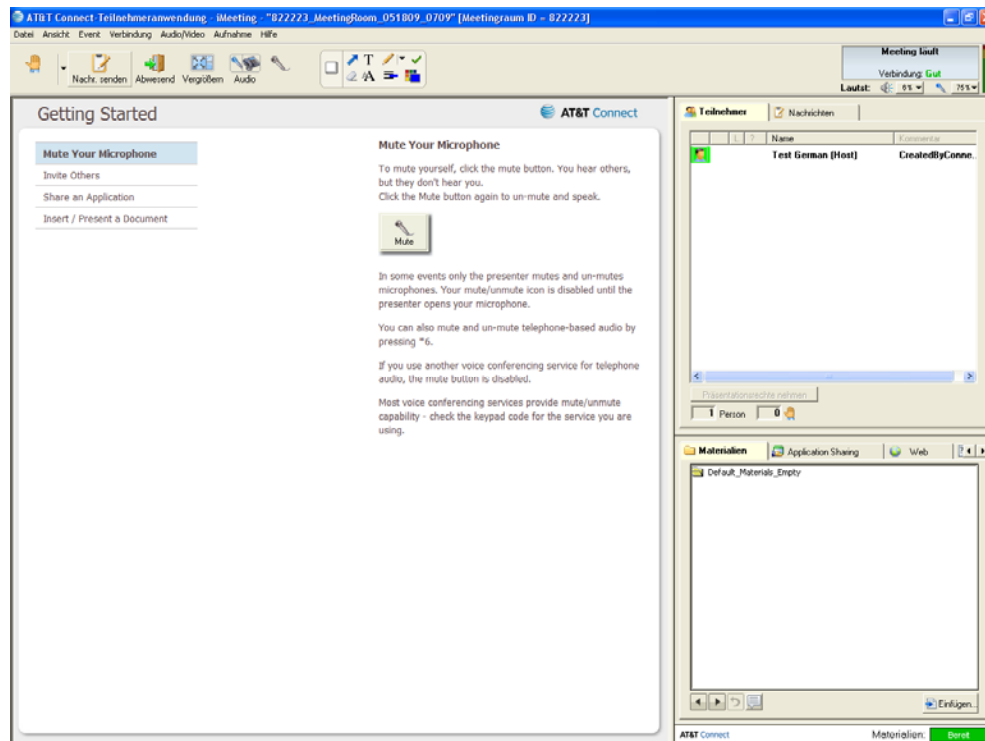 AT&T Connect-Teilnehmeranwendung - iMeeting - "822223_MeetingRoom_051809_0709" [Meetingraum ID = 822223]
Datei Ansicht Event Verbindung Audio/Video Aufnahme Hilfe
Nachr. senden Abwesend Vergrößern Audio
T
A
Meeting läuft
Verbindung: Gut
Lautst: 75%
Getting Started
AT&T Connect
Mute Your Microphone
Invite Others
Share an Application
Insert / Present a Document
Mute Your Microphone
To mute yourself, click the mute button. You hear others,
but they don't hear you.
Click the Mute button again to un-mute and speak.
Mute
In some events only the presenter mutes and un-mutes
microphones. Your mute/unmute icon is disabled until the
presenter opens your microphone.
You can also mute and un-mute telephone-based audio by
pressing *6.
If you use another voice conferencing service for telephone
audio, the mute button is disabled.
Most voice conferencing services provide mute/unmute
capability - check the keypad code for the service you are
using.
Teilnehmer Nachrichten
L ? Name Kommentar
Test German (Host) CreatedByConne..
Präsentationsrechte nehmen
1 Person 0
Materialien Application Sharing Web
Default_Materials_Empty
Einfügen...
AT&T Connect Materialien: Bereit